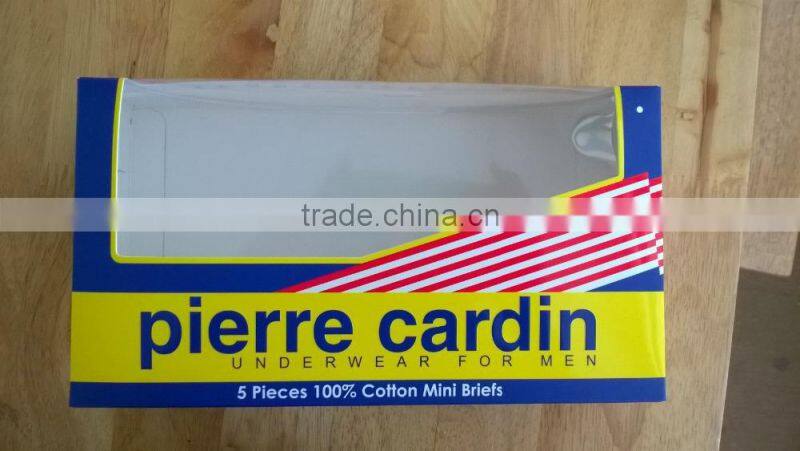 trade.china.cn
pierre cardin
UNDERWEAR FOR MEN
5 Pieces 100% Cotton Mini Briefs